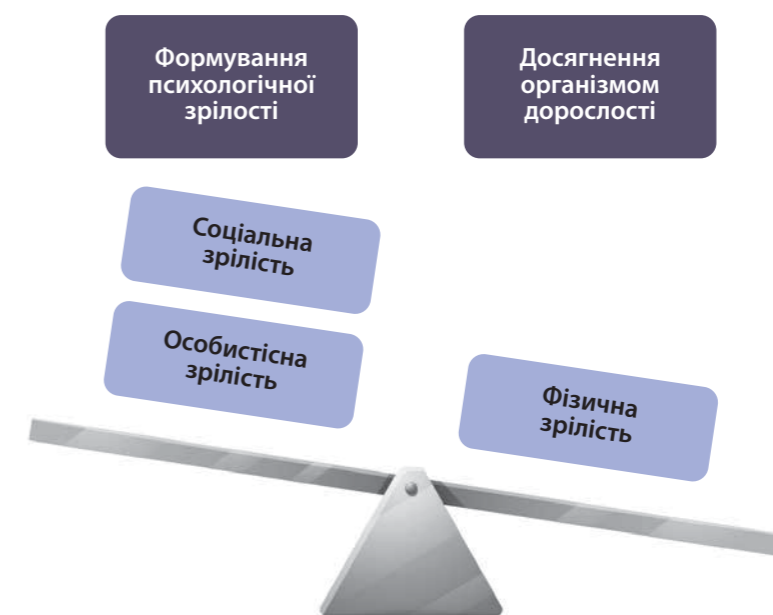 Формування
психологічної
зрілості
Досягнення
організмом
дорослості
Соціальна
зрілість
Особистісна
зрілість
Фізична
зрілість